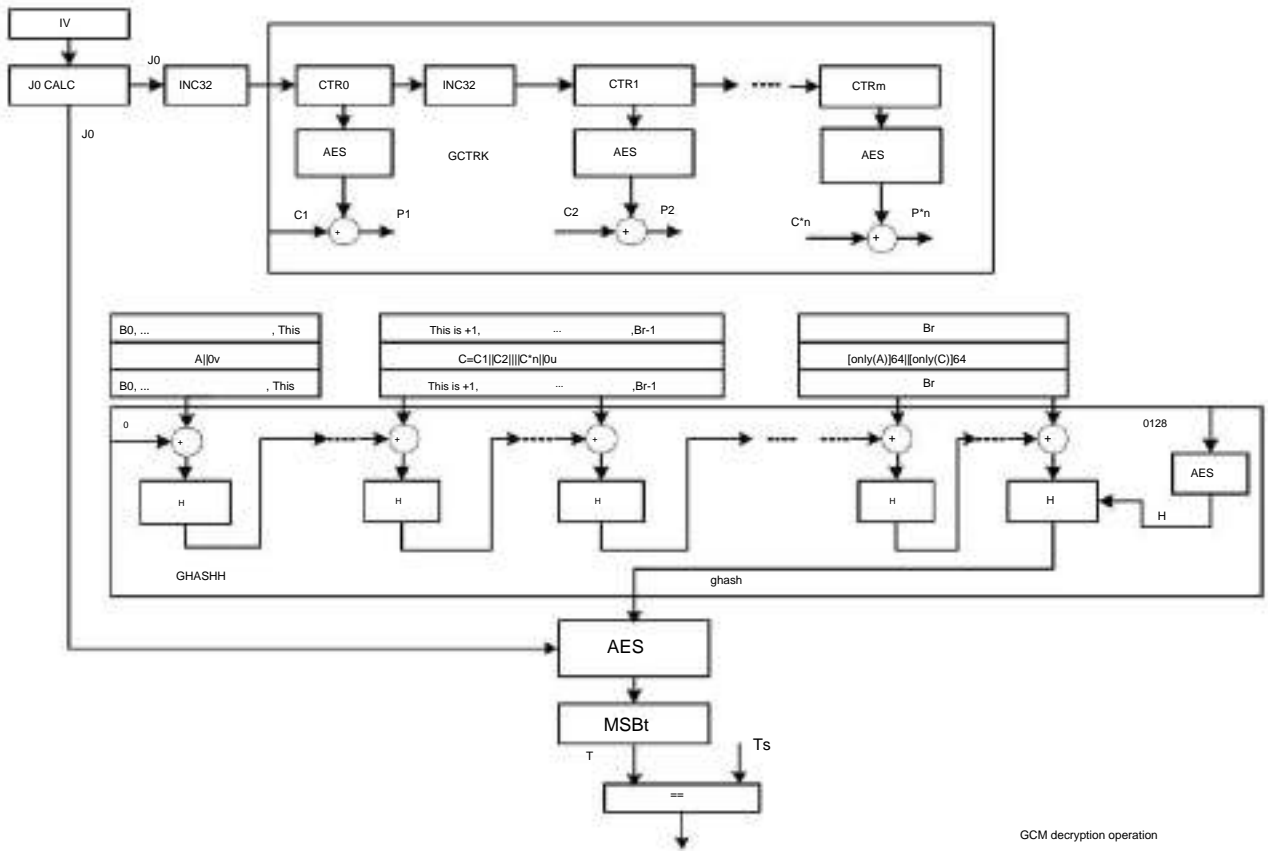 IV
J0 CALC
J0
INC32
CTR0
INC32
CTR1
CTRm
J0
AES
GCTRK
AES
AES
C1
P1
C2
P2
C*n
P*n
+
+
+
B0, ... , This
This is +1, ... ,Br-1
Br
A||0v
C=C1||C2||||C*n||0u
[only(A)]64||[only(C)]64
B0, ... , This
This is +1, ... ,Br-1
Br
0
+
+
+
+
+
0128
AES
H
H
H
H
H
H
GHASHH
ghash
AES
MSBt
T
Ts
==
GCM decryption operation